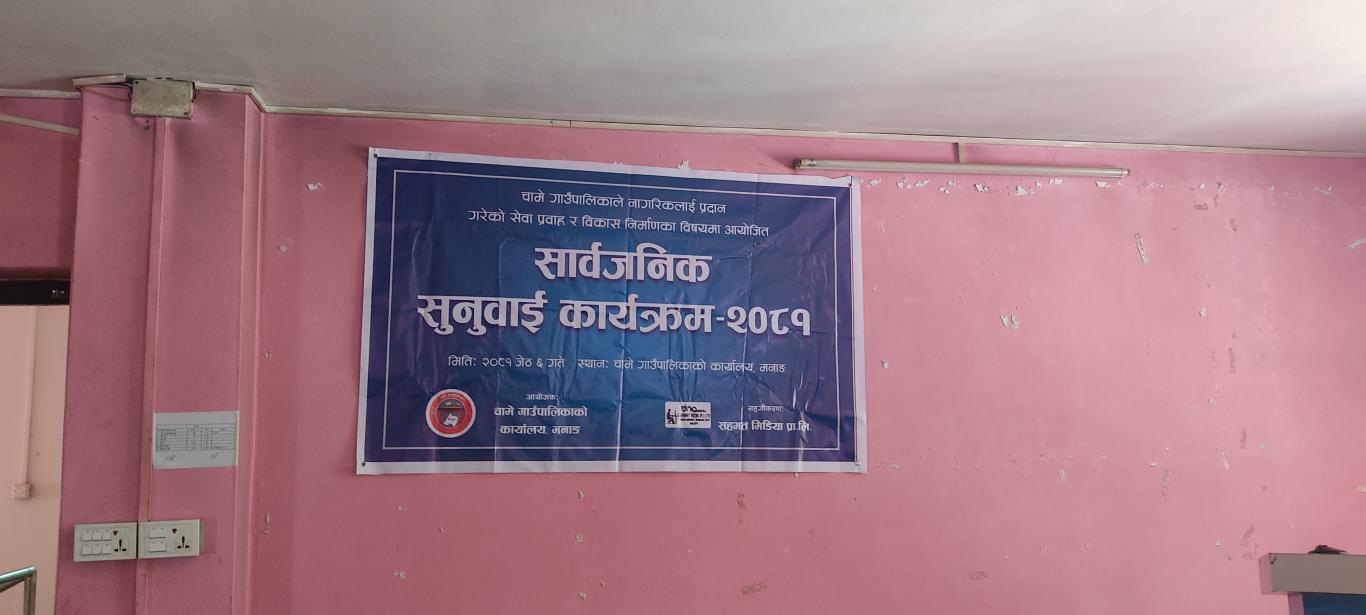 चामे गाउँपालिकाले नागरिकलाई प्रदान
गरेको सेवा प्रवाह र विकास निर्माणका विषयमा आयोजित
सार्वजनिक
सुनुवाई कार्यक्रम-२०८१
मिति: २०८१ जेठ ६ गते स्थान: चामे गाउँपालिकाको कार्यालय, मनाङ
आयोजक:
चामे गाउँपालिकाको
कार्यालय, मनाङ
सहजीकरण:
सहमत मिडिया प्रा.लि.